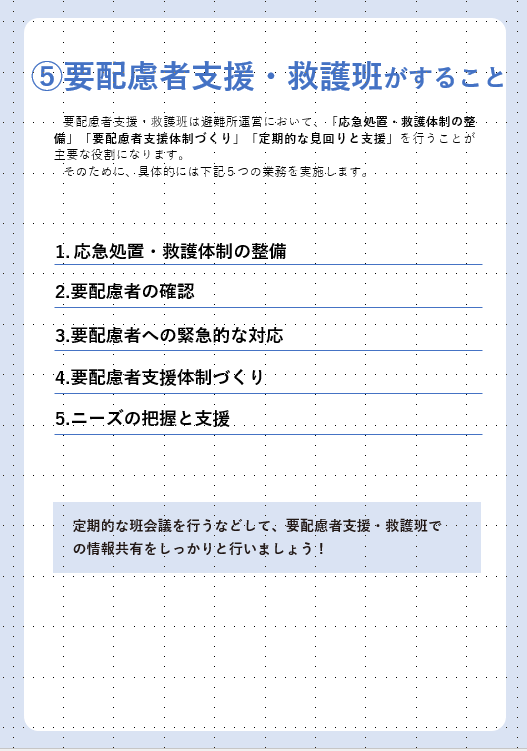 ⑤要配慮者支援・救護班がすること
要配慮者支援・救護班は避難所運営において、「応急処置・救護体制の整
備」「要配慮者支援体制づくり」「定期的な見回りと支援」を行うことが
主要な役割になります。
そのために、具体的には下記５つの業務を実施します。
1. 応急処置・救護体制の整備
2.要配慮者の確認
3.要配慮者への緊急的な対応
4.要配慮者支援体制づくり
5.ニーズの把握と支援
定期的な班会議を行うなどして、要配慮者支援・救護班で
の情報共有をしっかりと行いましょう！